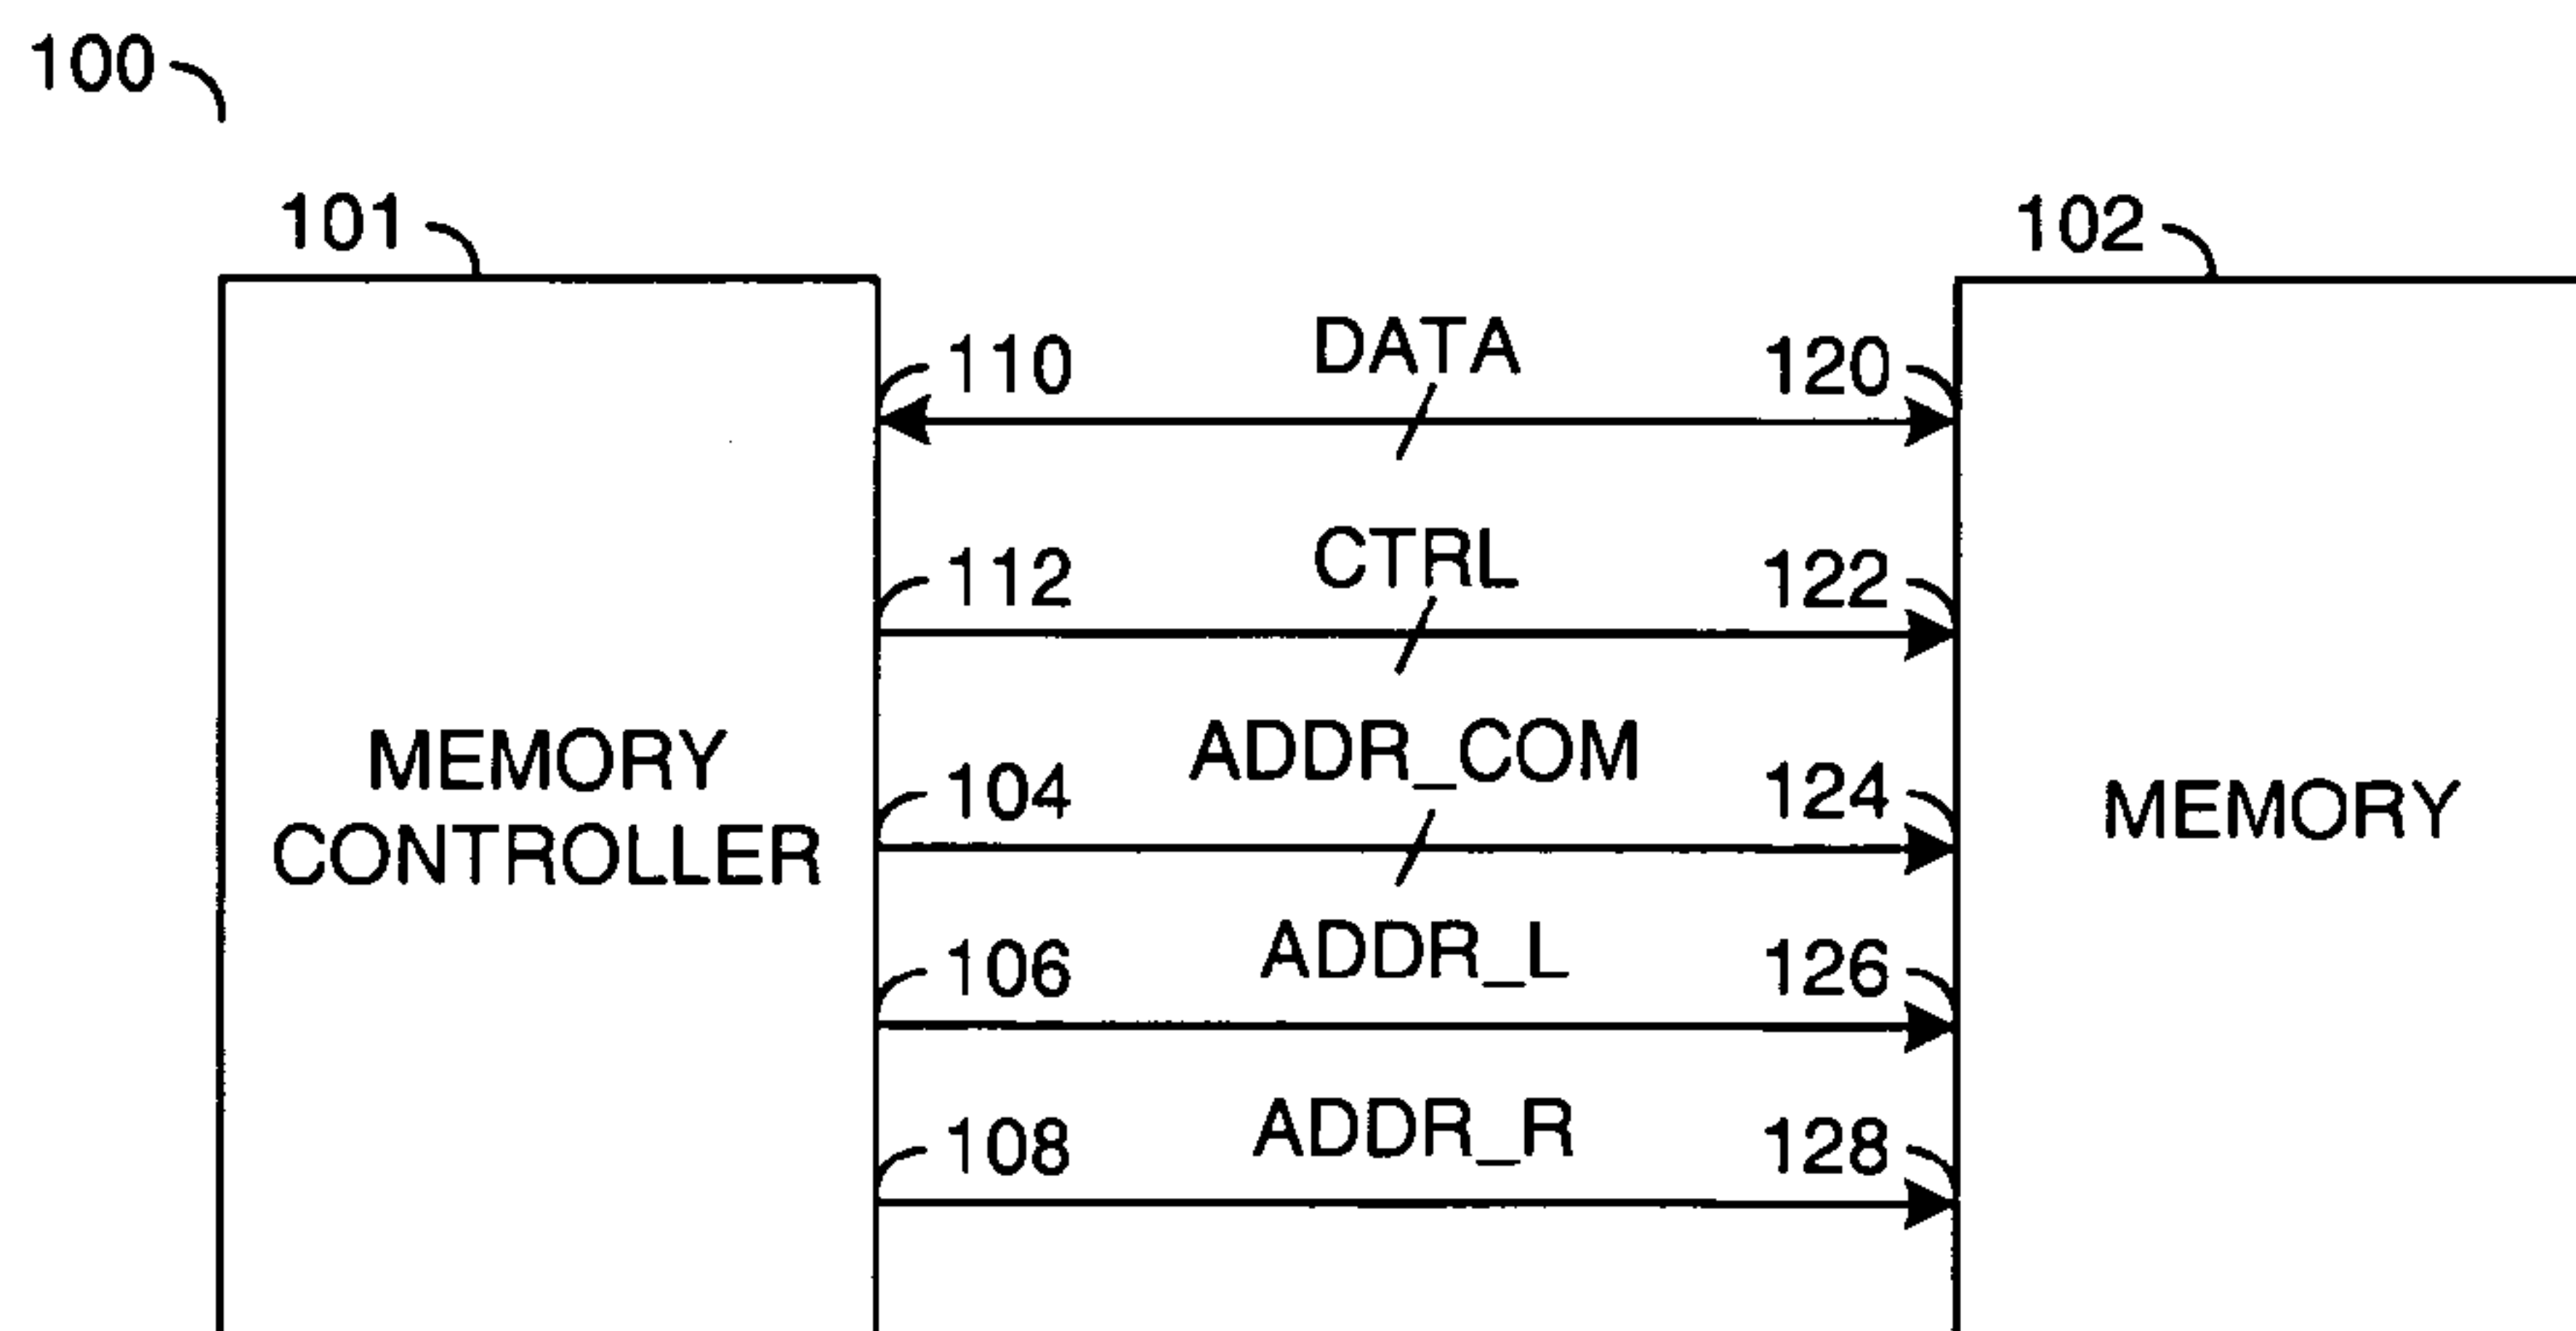 100
101
102
110 DATA 120
112 CTRL 122
MEMORY
CONTROLLER
104 ADDR_COM 124
MEMORY
106 ADDR_L 126
108 ADDR_R 128